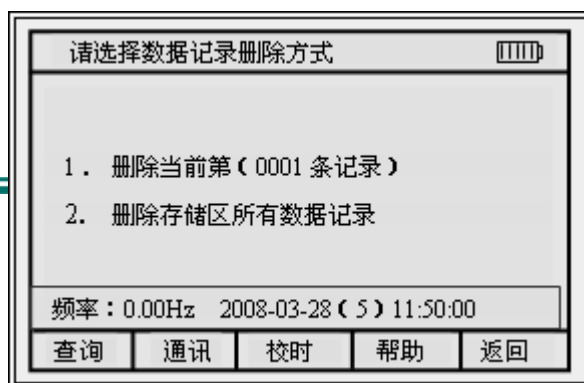 请选择数据记录删除方式
1. 删除当前第(0001 条记录)
2. 删除存储区所有数据记录
频率:0.00Hz 2008-03-28(5)11:50:00
查询 通讯 校时 帮助 返回